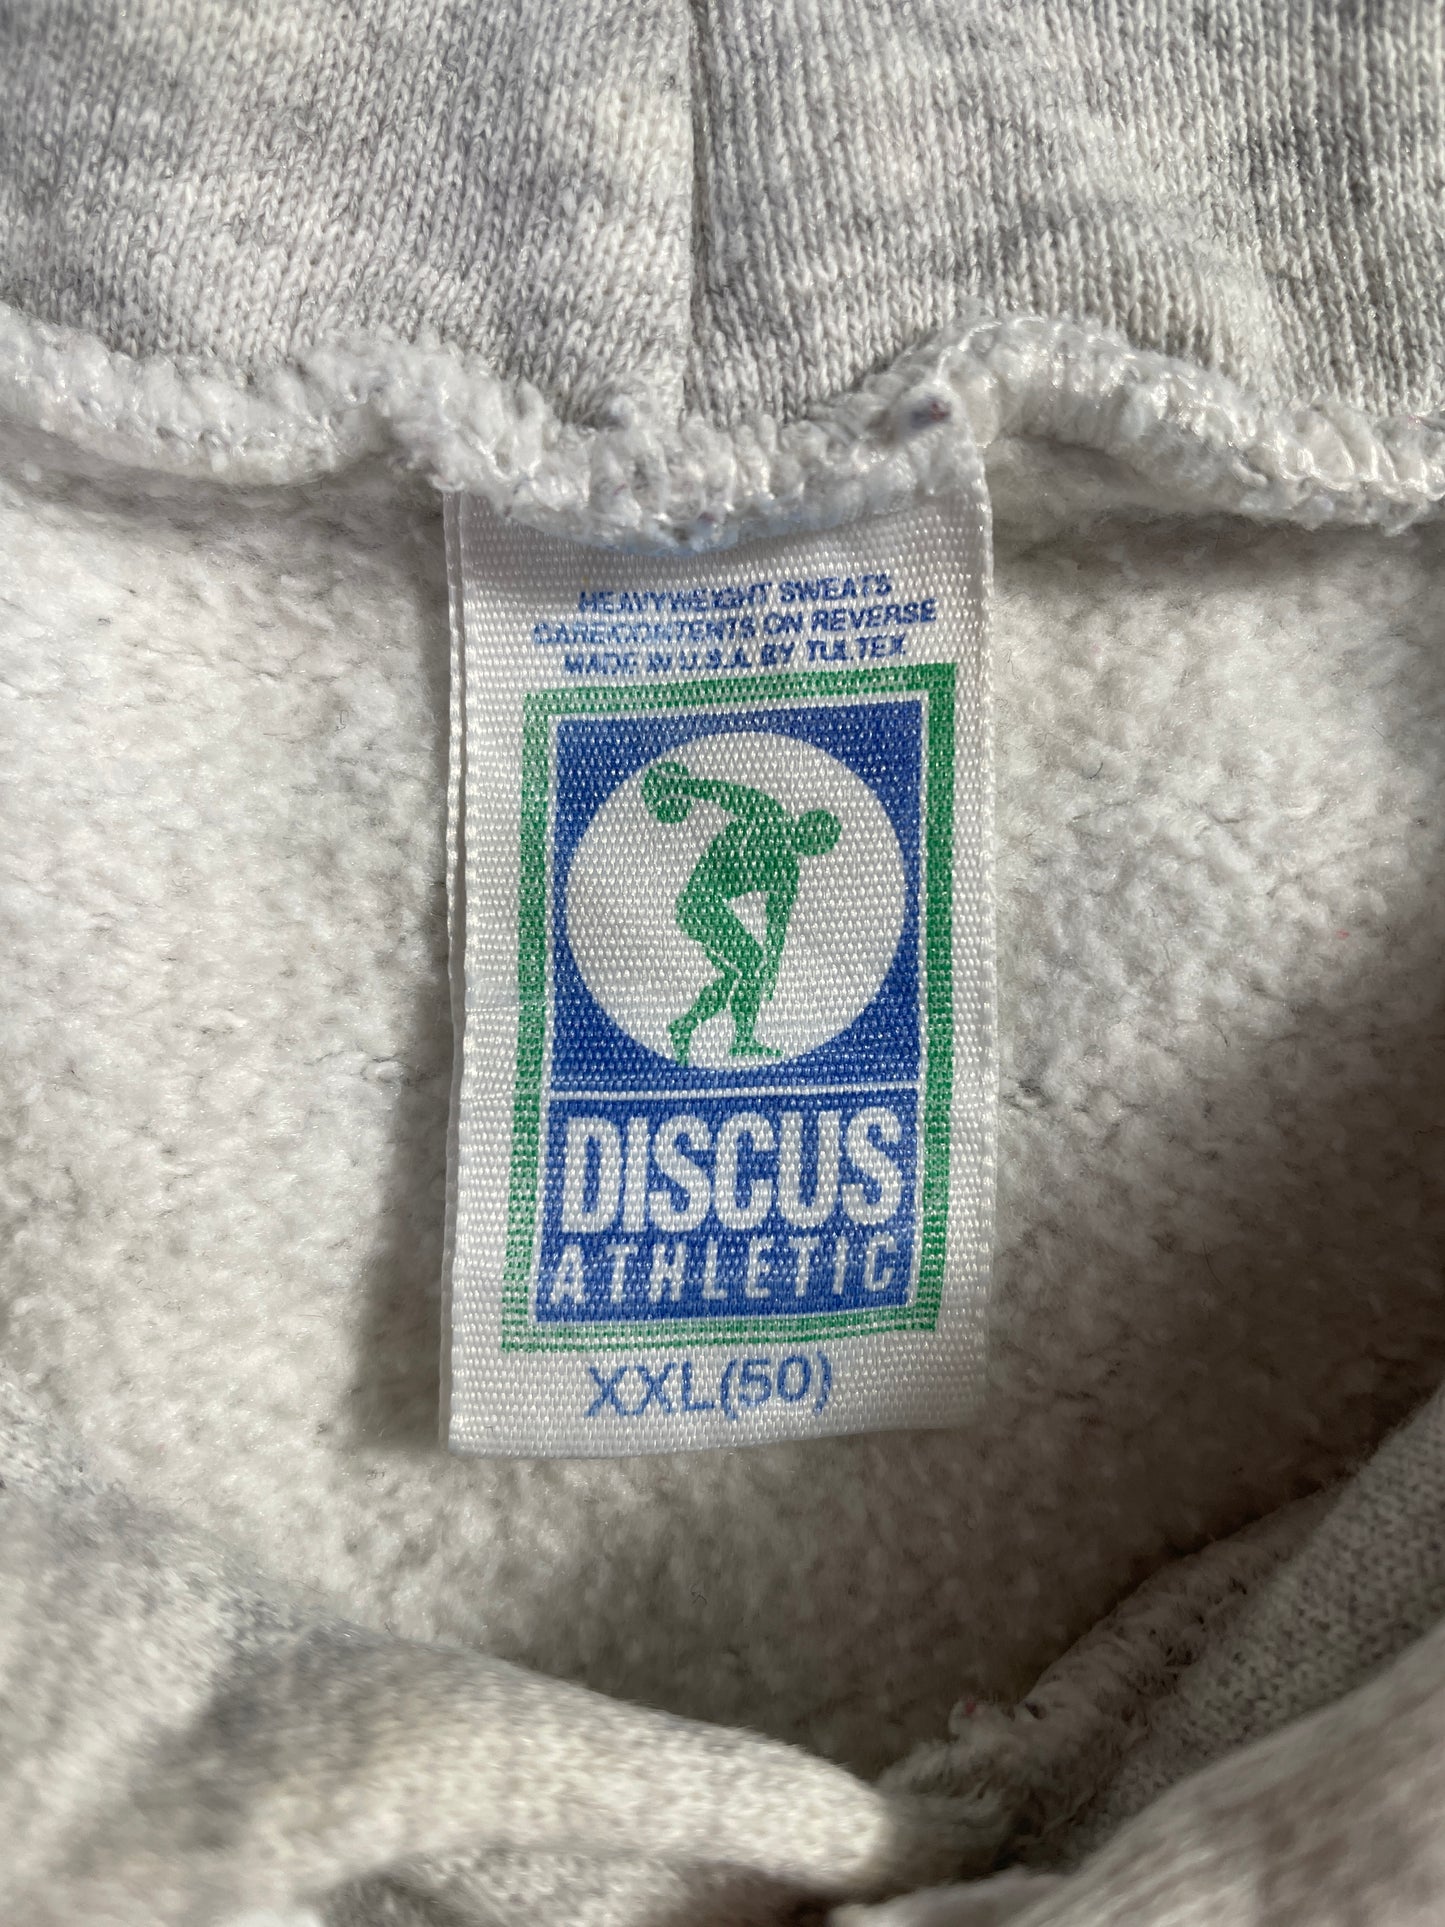 HEAVYWEIGHT SWEATS
CARE/CONTENTS ON REVERSE
MADE IN U.S.A. BY TULTEX
DISCUS
ATHLETIC
XXL(50)